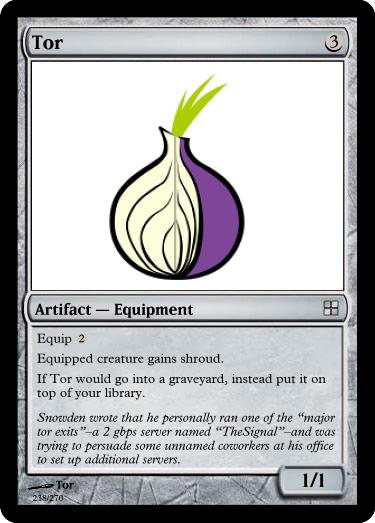 Tor 3
Artifact — Equipment
Equip 2
Equipped creature gains shroud.
If Tor would go into a graveyard, instead put it on
top of your library.
Snowden wrote that he personally ran one of the “major
tor exits”–a 2 gbps server named “TheSignal”–and was
trying to persuade some unnamed coworkers at his office
to set up additional servers.
1/1
Tor
238/270